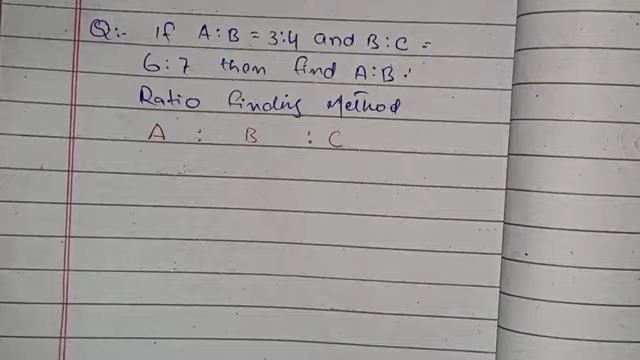 Q:- If A:B = 3:4 and B:C =
6:7 then find A:B.
Ratio finding Method
A : B : C